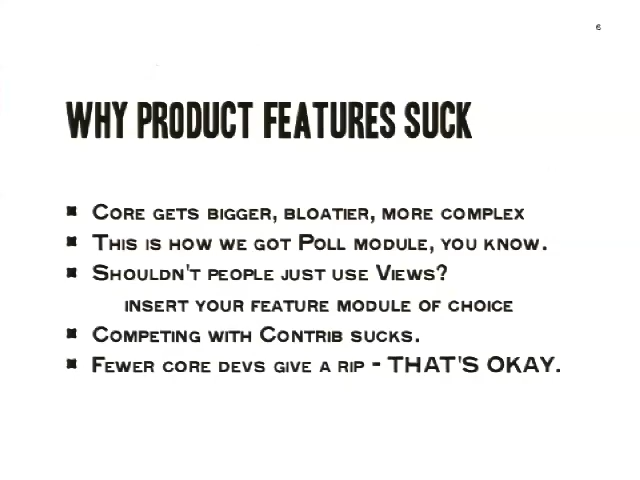 6
WHY PRODUCT FEATURES SUCK
Core gets bigger, bloatier, more complex
This is how we got Poll module, you know.
Shouldn't people just use Views?
insert your feature module of choice
Competing with Contrib sucks.
Fewer core devs give a rip - THAT'S OKAY.